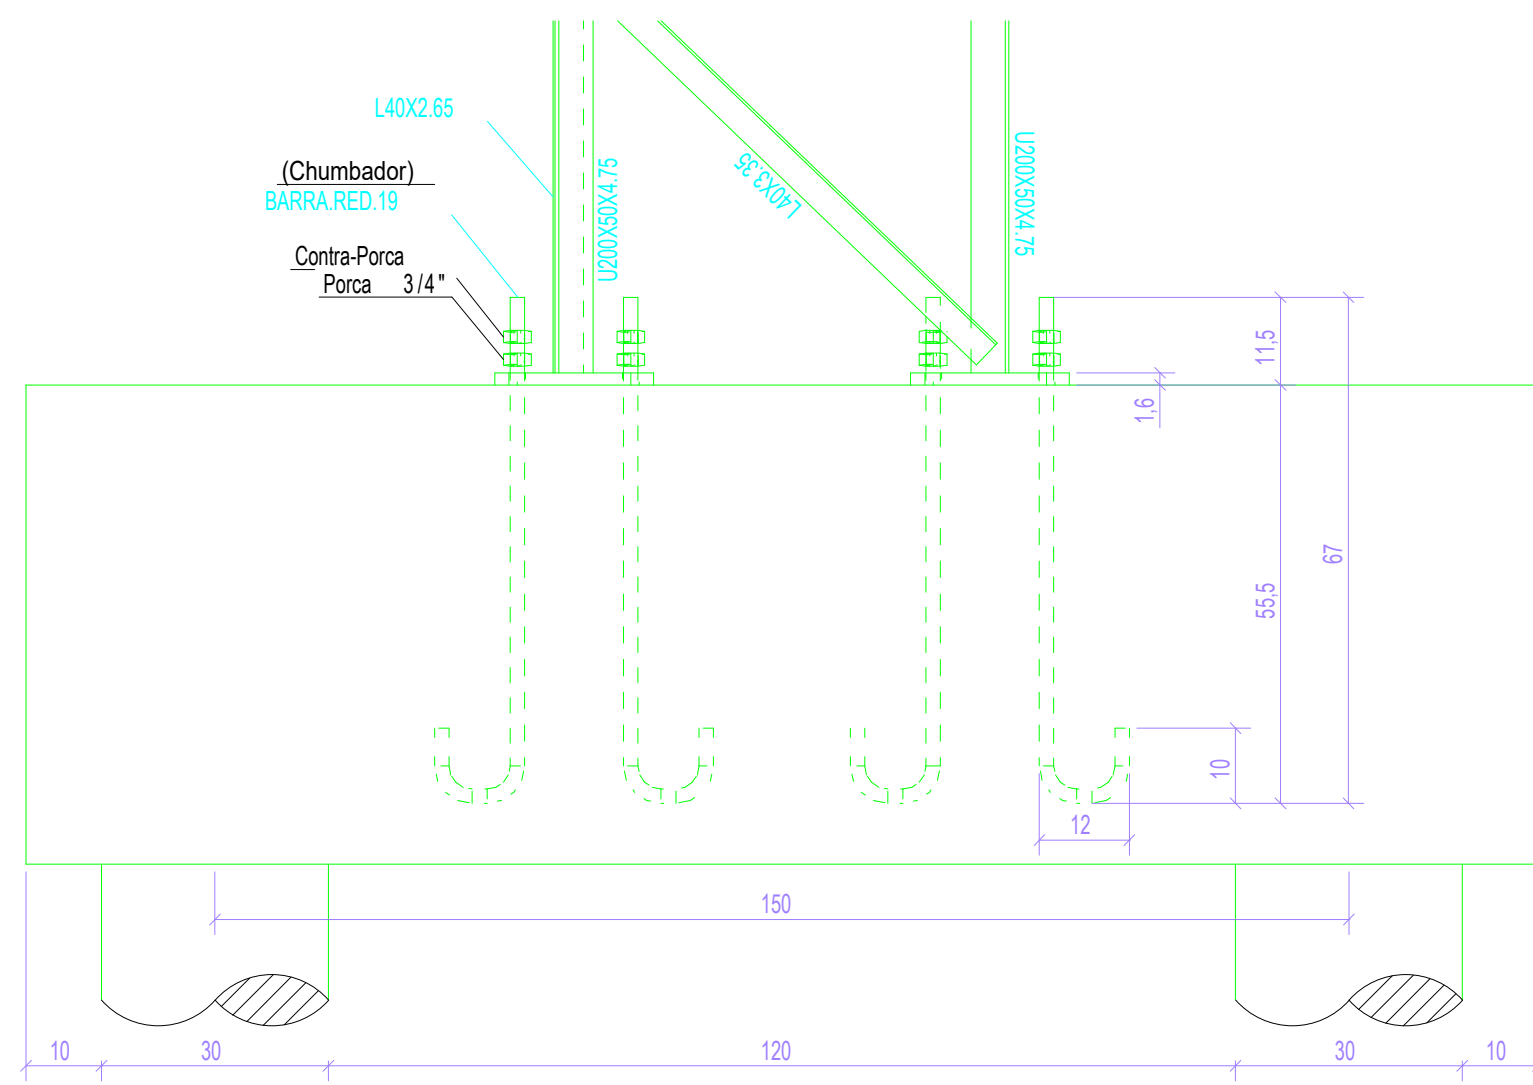 L40X2.65
(Chumbador)
BARRA.RED.19
Contra-Porca
Porca 3/4"
U200X50X4.75
L40X3.35
U200X50X4.75
11,5
1,6
67
55,5
10
12
150
10
30
120
30
10